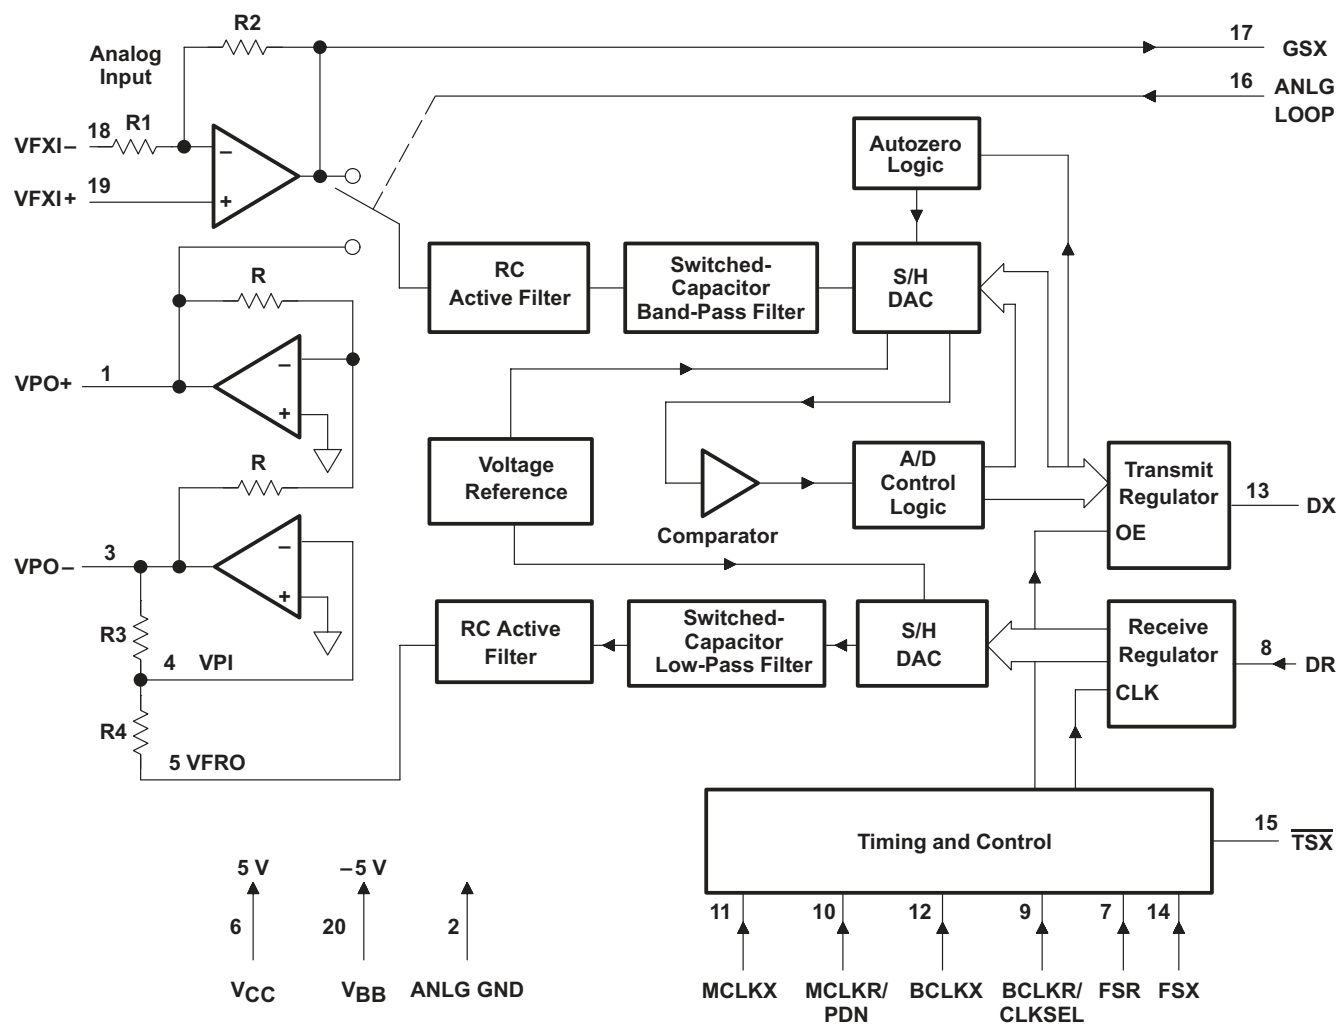 R2
17
GSX
Analog
Input
16
ANLG
LOOP
VFXI–
18
R1
–
VFXI+
19
+
Autozero
Logic
RC
Active Filter
Switched-
Capacitor
Band-Pass Filter
S/H
DAC
R
VPO+
1
–
+
R
Voltage
Reference
Comparator
A/D
Control
Logic
Transmit
Regulator
OE
13
DX
VPO–
3
–
+
R3
4 VPI
R4
5 VFRO
RC Active
Filter
Switched-
Capacitor
Low-Pass Filter
S/H
DAC
Receive
Regulator
CLK
8
DR
Timing and Control
15
TSX
5 V
–5 V
6
20
2
VCC
VBB
ANLG GND
11
10
12
9
7
14
MCLKX
MCLKR/
PDN
BCLKX
BCLKR/
CLKSEL
FSR
FSX